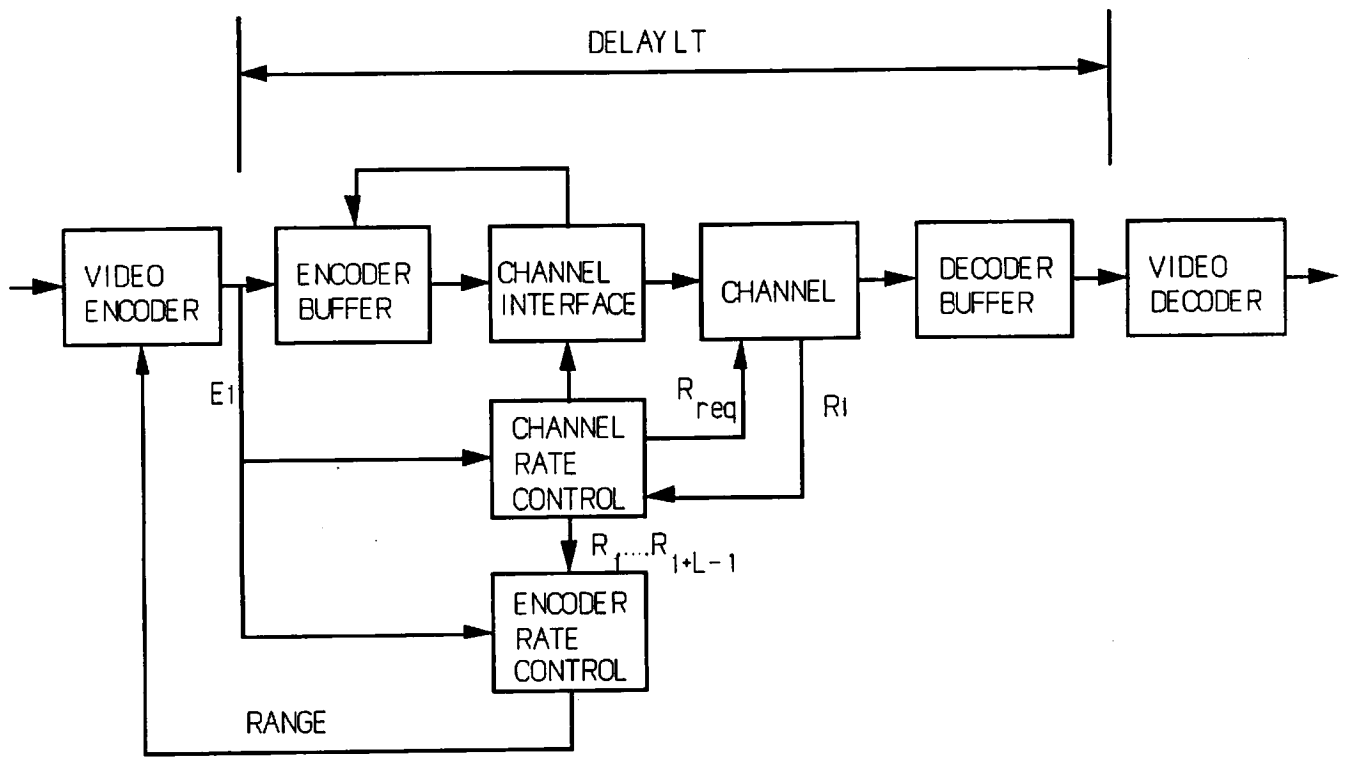 DELAY LT
VIDEO
ENCODER
ENCODER
BUFFER
CHANNEL
INTERFACE
CHANNEL
DECODER
BUFFER
VIDEO
DECODER
E1
R req
RI
CHANNEL
RATE
CONTROL
R 1....R 1+L-1
ENCODER
RATE
CONTROL
RANGE